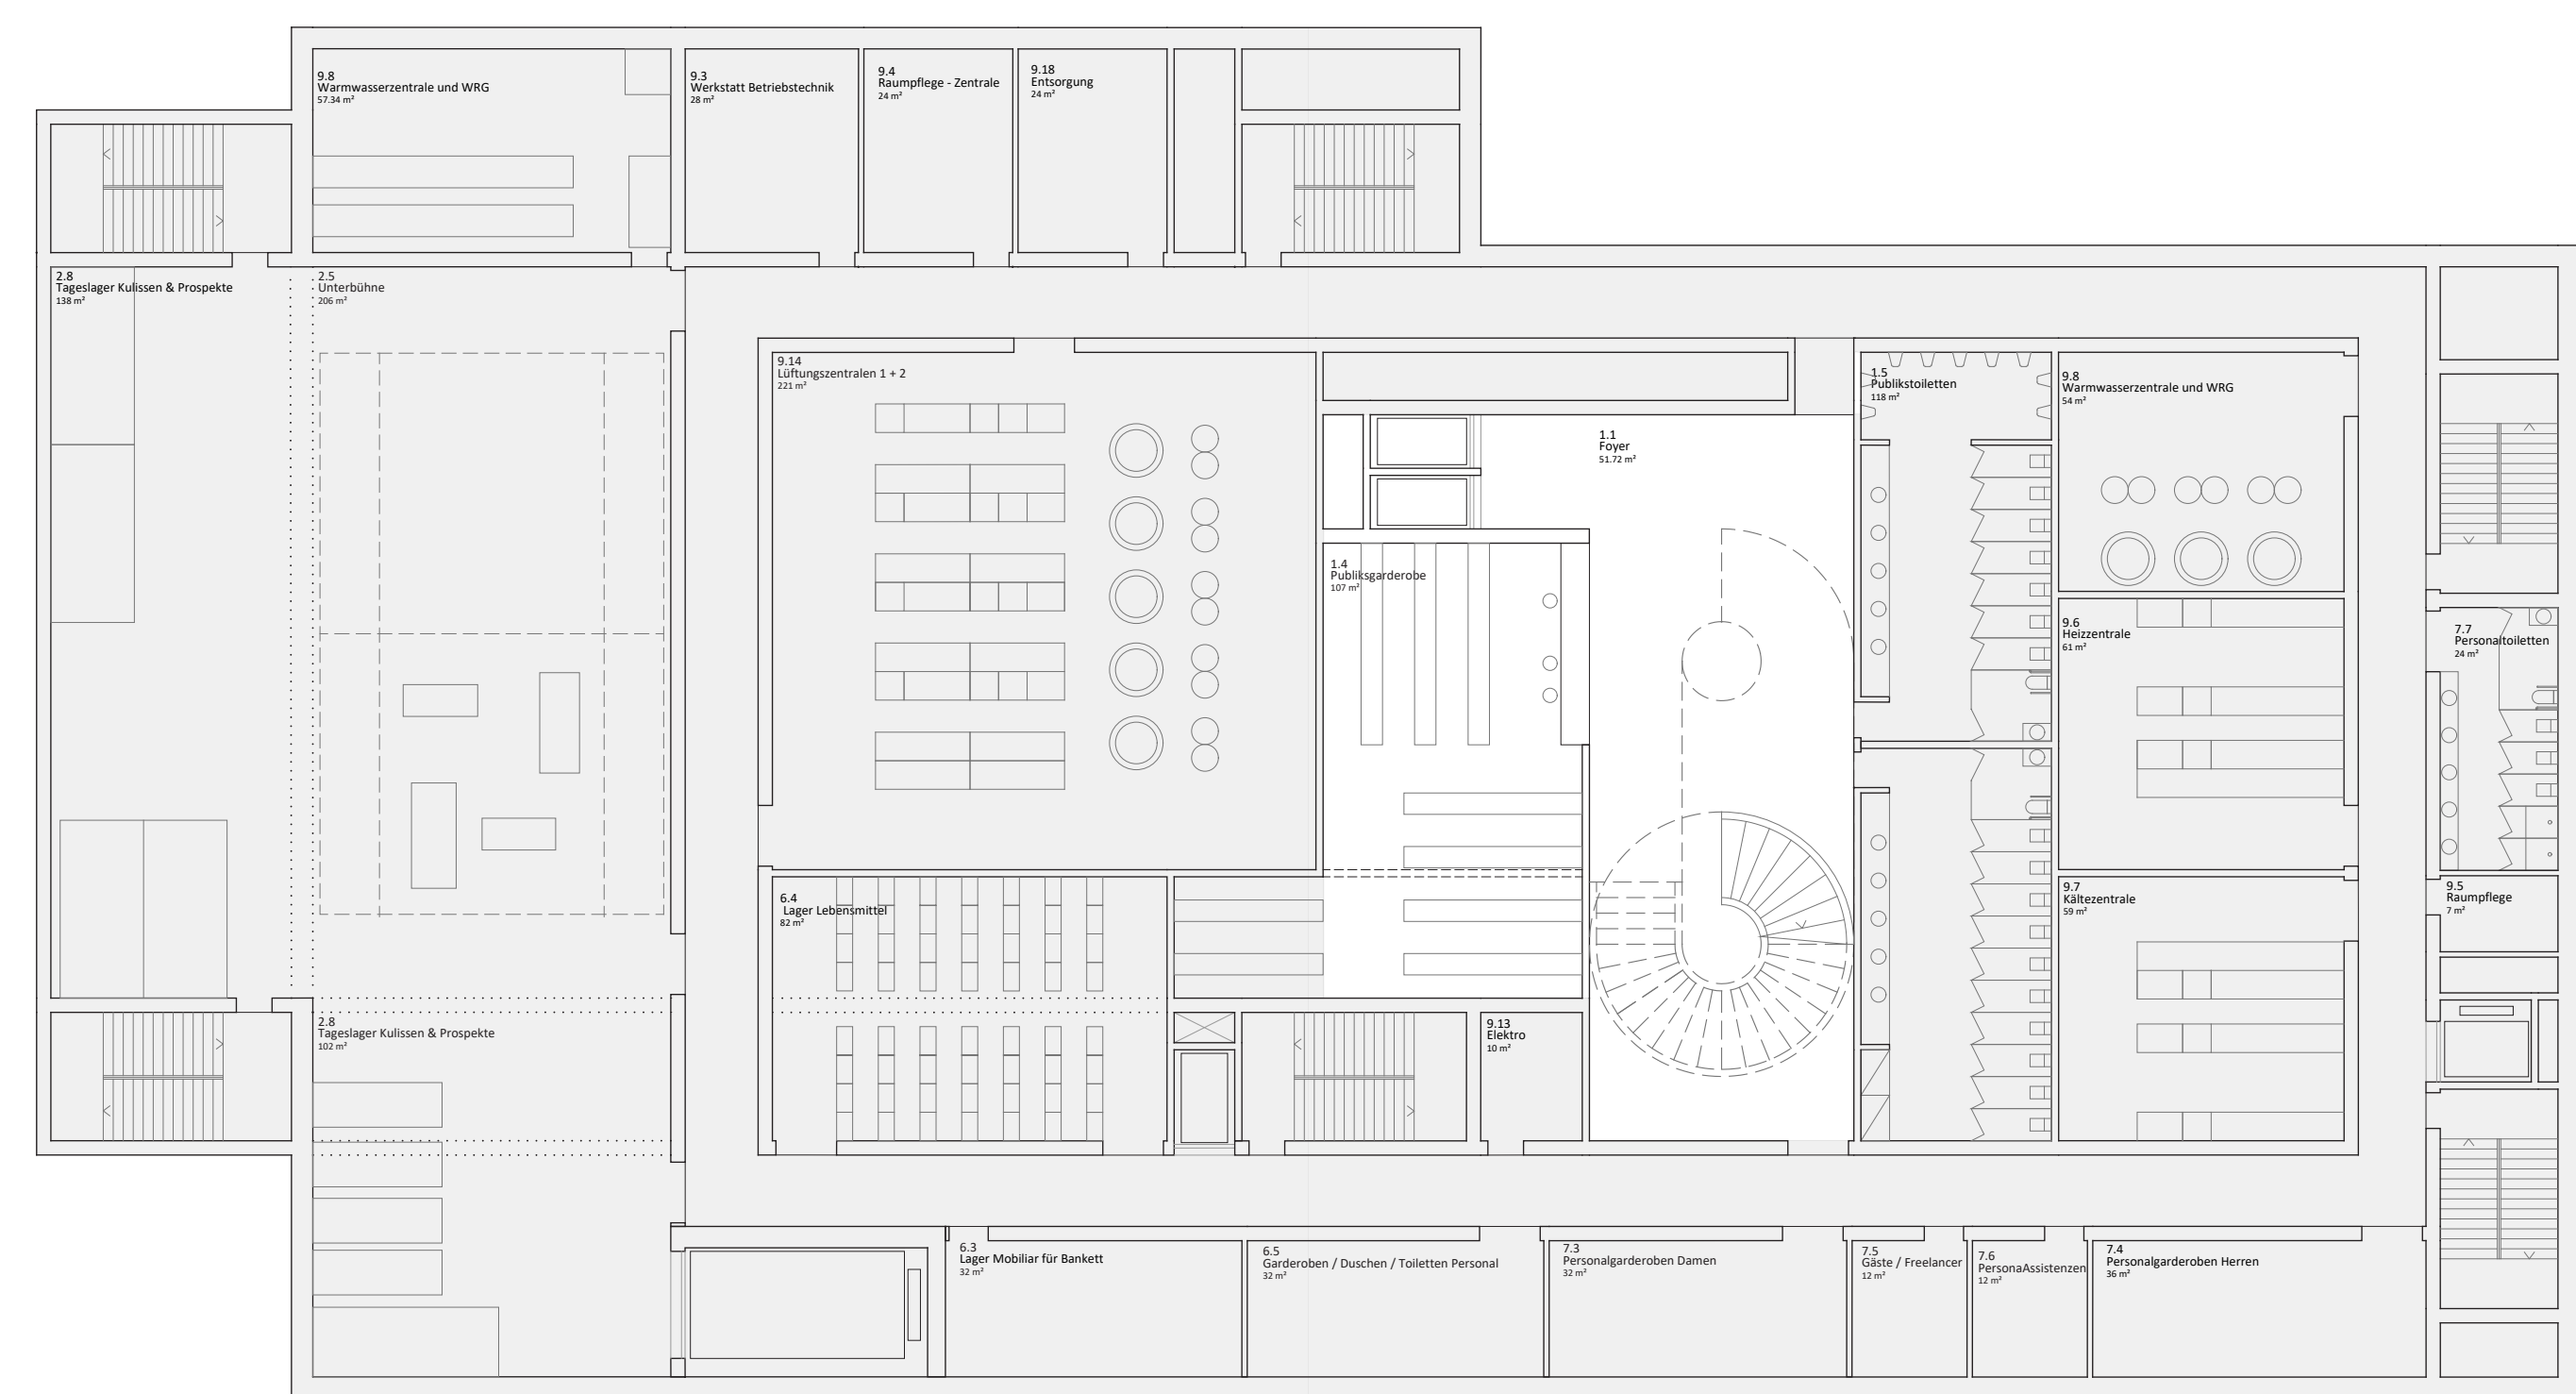 9.8
Warmwasserzentrale und WRG
57.34 m²
9.3
Werkstatt Betriebstechnik
28 m²
9.4
Raumpflege - Zentrale
24 m²
9.18
Entsorgung
24 m²
2.8
Tageslager Kulissen & Prospekte
138 m²
2.5
Unterbühne
206 m²
9.14
Lüftungszentralen 1 + 2
221 m²
1.1
Foyer
51.72 m²
1.5
Publikstoiletten
118 m²
9.8
Warmwasserzentrale und WRG
54 m²
1.4
Publiksgarderobe
107 m²
9.6
Heizzentrale
61 m²
7.7
Personaltoiletten
24 m²
6.4
Lager Lebensmittel
82 m²
9.7
Kältezentrale
59 m²
9.5
Raumpflege
7 m²
2.8
Tageslager Kulissen & Prospekte
102 m²
9.13
Elektro
10 m²
6.3
Lager Mobiliar für Bankett
32 m²
6.5
Garderoben / Duschen / Toiletten Personal
32 m²
7.3
Personalgarderoben Damen
32 m²
7.5
Gäste / Freelancer
12 m²
7.6
PersonaAssistenzen
12 m²
7.4
Personalgarderoben Herren
36 m²